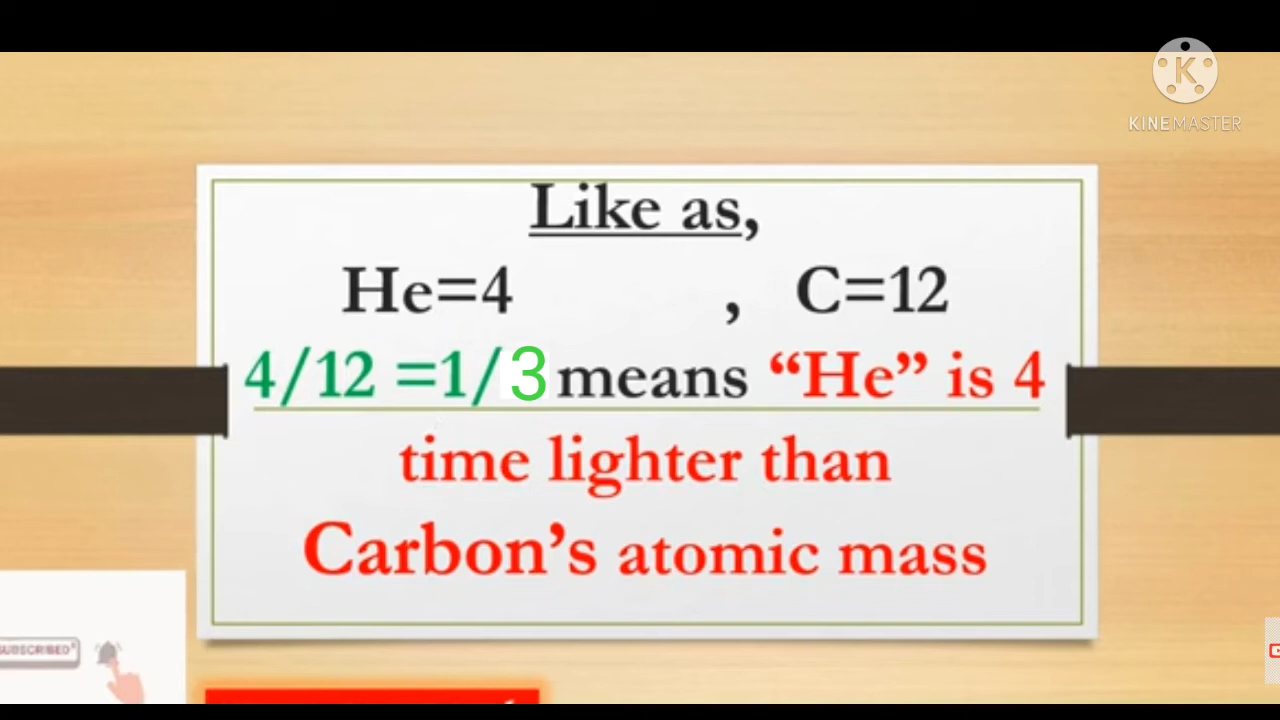 KINEMASTER
Like as,
He=4 , C=12
4/12 =1/3 means “He” is 4
time lighter than
Carbon’s atomic mass
SUBSCRIBED